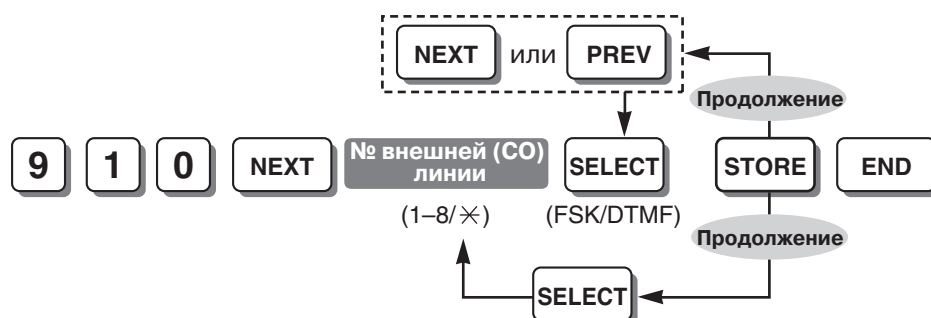 NEXT или PREV
Продолжение
9 1 0 NEXT № внешней (СО) линии SELECT STORE END
(1–8/✳) (FSK/DTMF)
Продолжение
SELECT